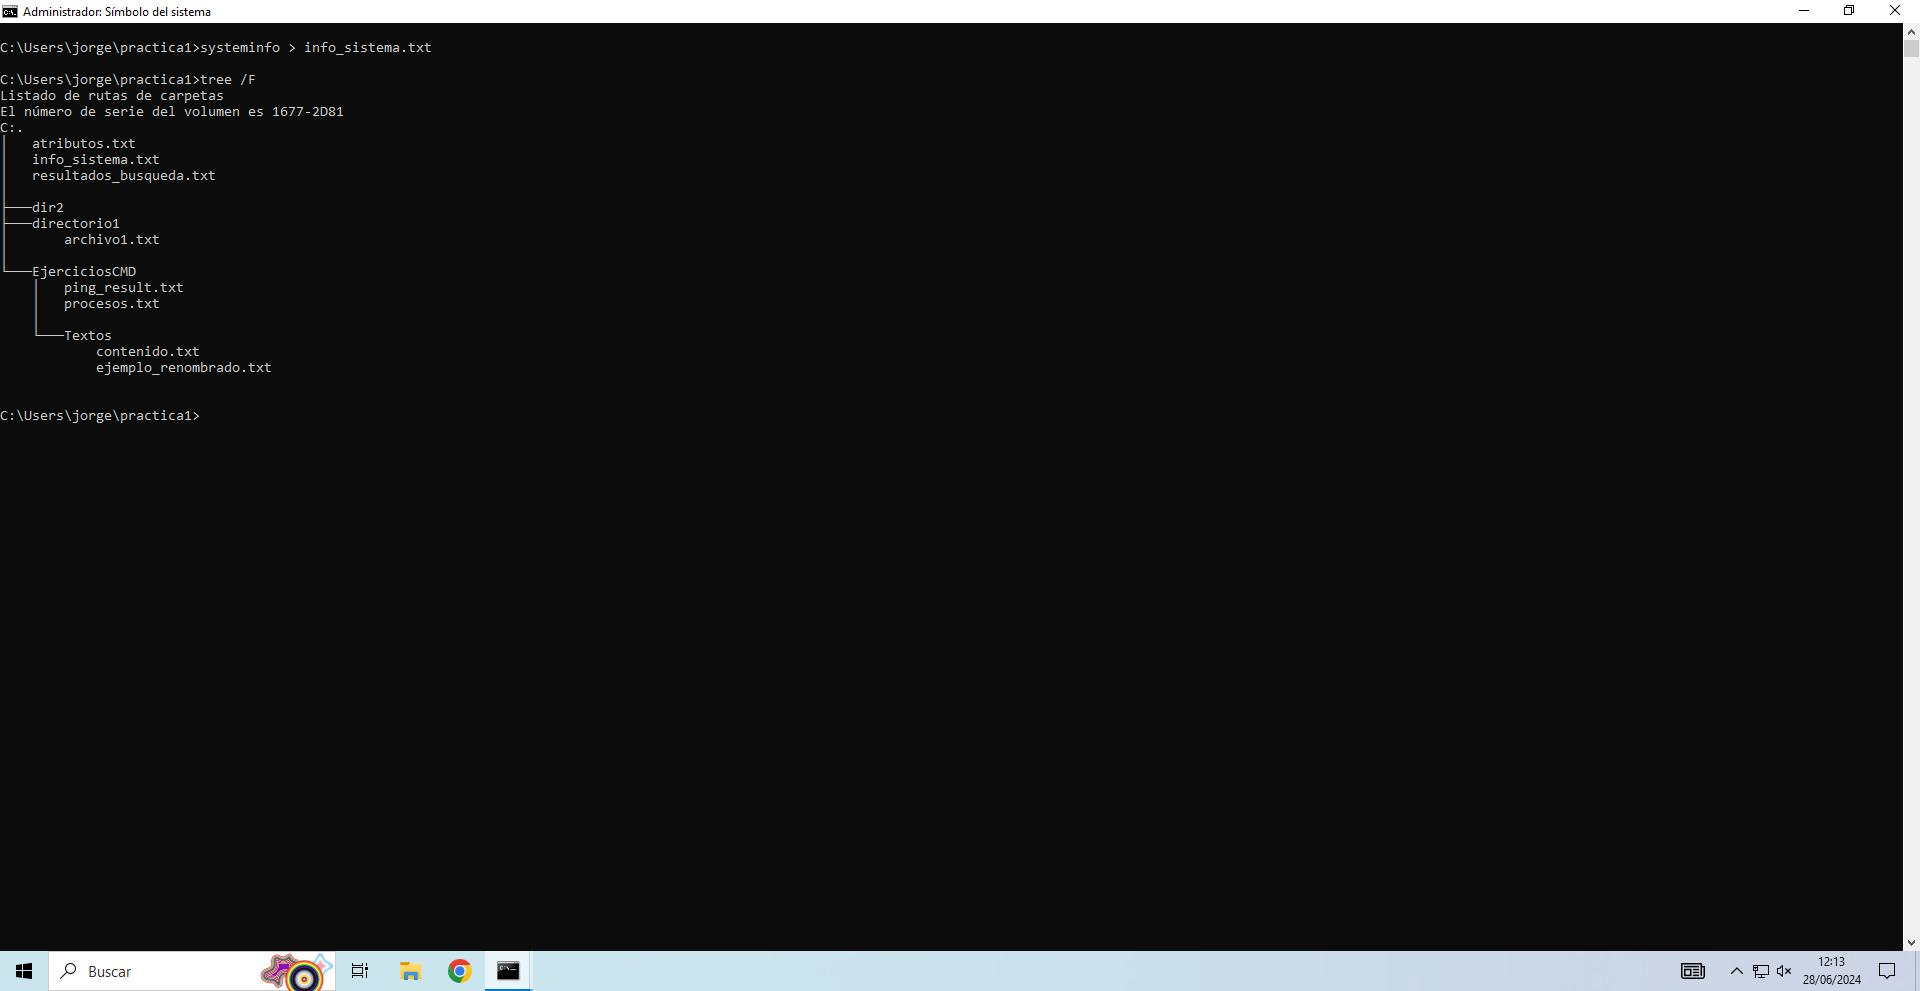 Administrador: Símbolo del sistema
C:\Users\jorge\practica1>systeminfo > info_sistema.txt
C:\Users\jorge\practica1>tree /F
Listado de rutas de carpetas
El número de serie del volumen es 1677-2D81
C:.
│   atributos.txt
│   info_sistema.txt
│   resultados_busqueda.txt
│
├───dir2
├───directorio1
│       archivo1.txt
│
└───EjerciciosCMD
    │   ping_result.txt
    │   procesos.txt
    │
    └───Textos
            contenido.txt
            ejemplo_renombrado.txt
C:\Users\jorge\practica1>
Buscar
12:13
28/06/2024